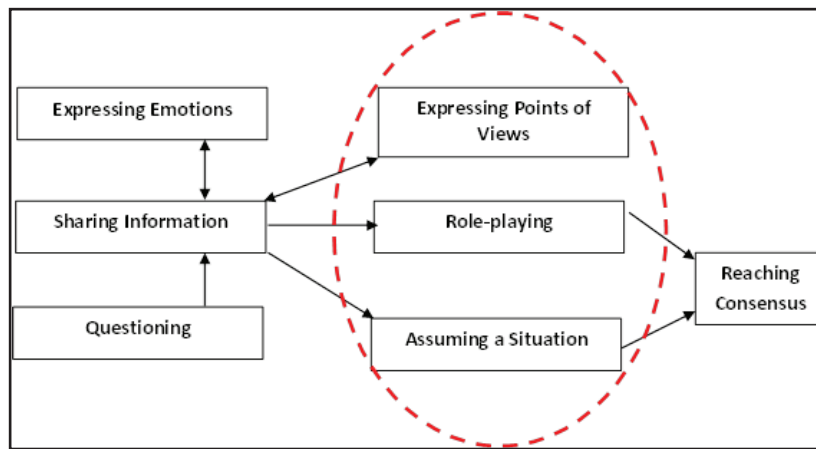 Expressing Emotions
Expressing Points of
Views
Sharing Information
Role-playing
Reaching
Consensus
Questioning
Assuming a Situation